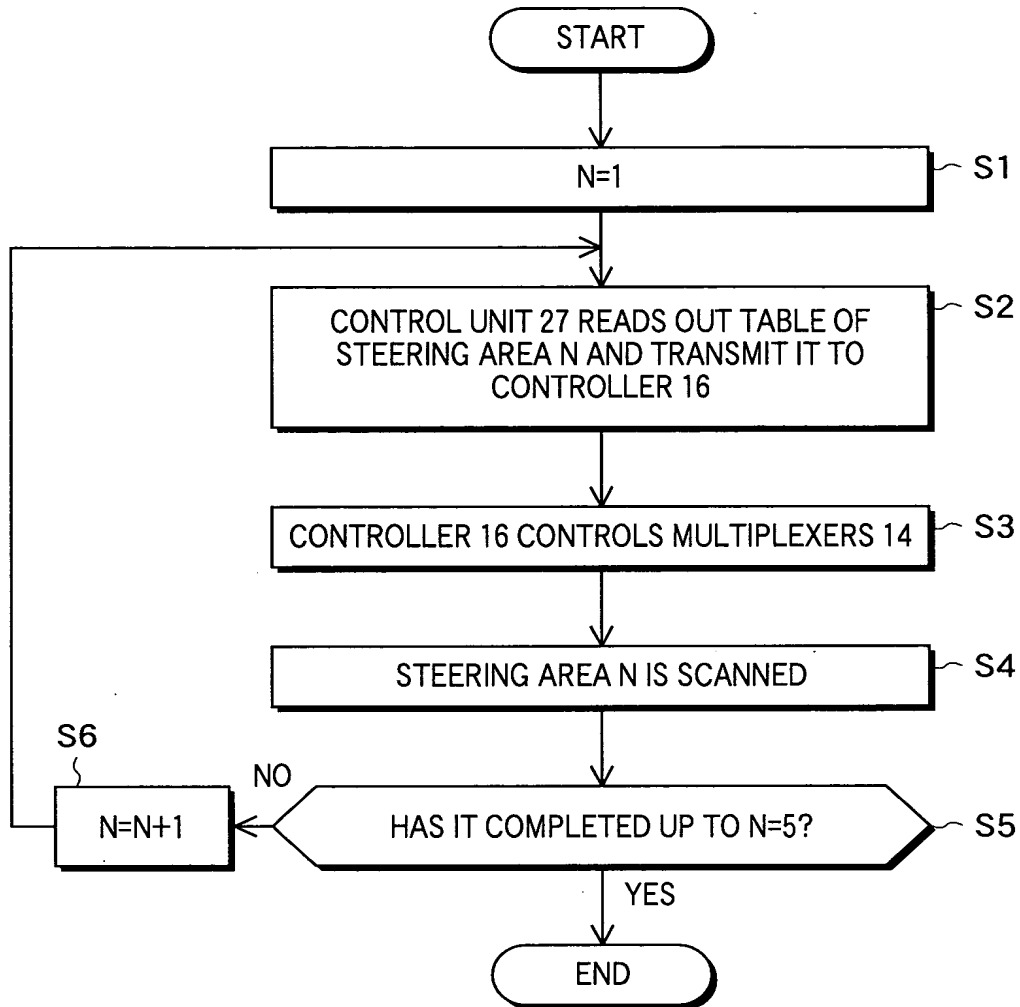 START
N=1
S1
CONTROL UNIT 27 READS OUT TABLE OF
STEERING AREA N AND TRANSMIT IT TO
CONTROLLER 16
S2
CONTROLLER 16 CONTROLS MULTIPLEXERS 14
S3
STEERING AREA N IS SCANNED
S4
S6
N=N+1
NO
HAS IT COMPLETED UP TO N=5?
S5
YES
END